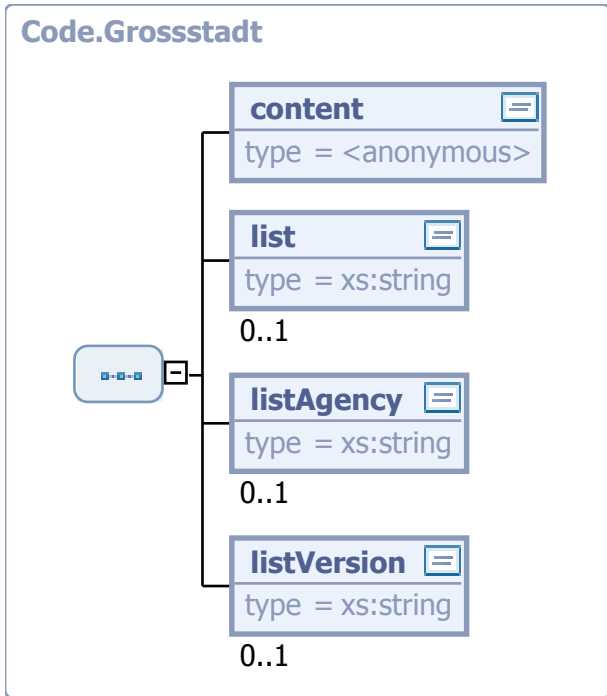 Code.Grossstadt
content
type = <anonymous>
list
type = xs:string
0..1
listAgency
type = xs:string
0..1
listVersion
type = xs:string
0..1